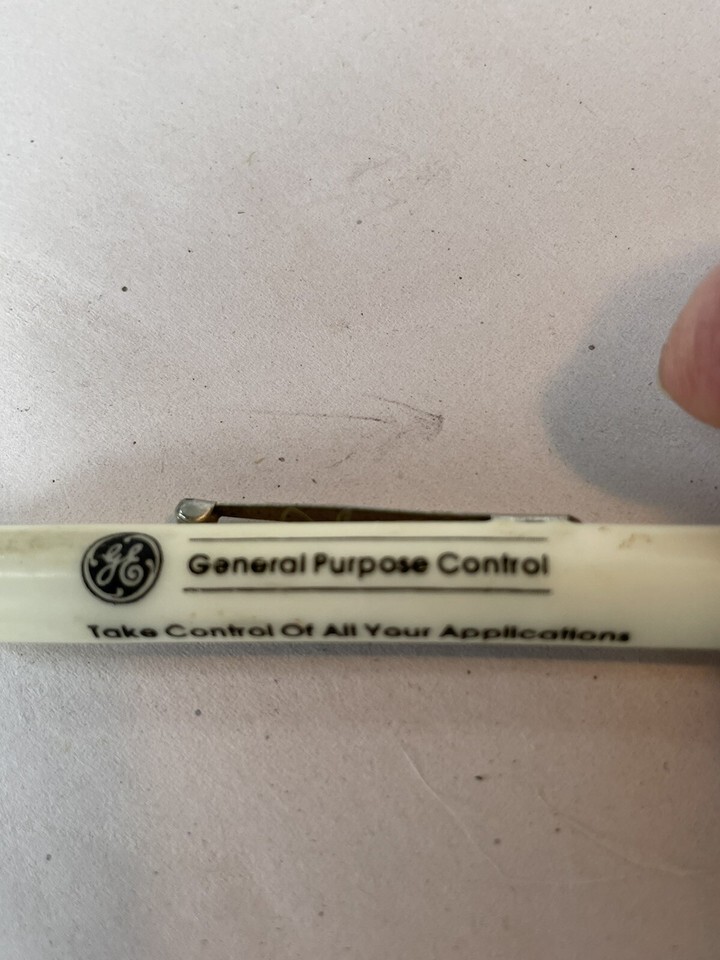 GE
General Purpose Control
Take Control Of All Your Applications